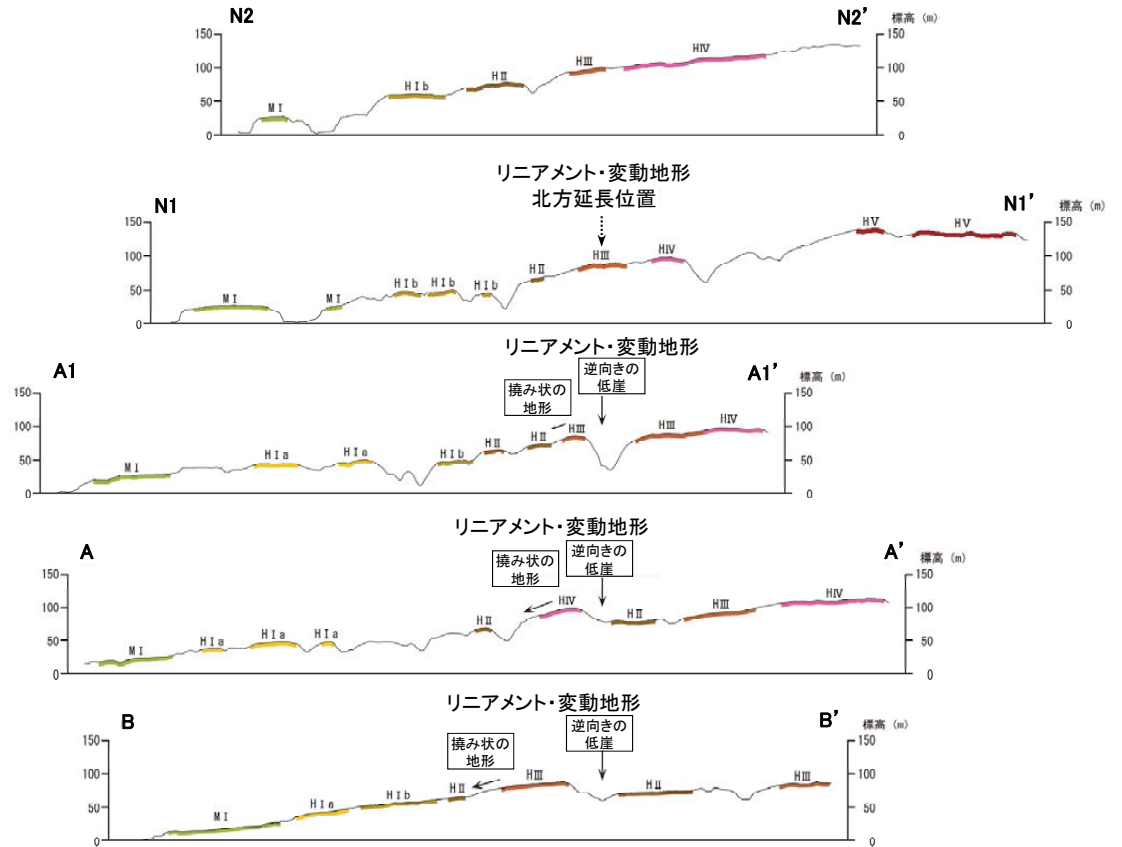 N2
N2’
標高 (m)
150
100
50
0
150
100
50
0
MⅠ
HⅠb
HⅡ
HⅢ
HⅣ
リニアメント・変動地形
北方延長位置
N1
N1’
標高 (m)
150
100
50
0
150
100
50
0
MⅠ
MⅠ
HⅠb
HⅠb
HⅠb
HⅡ
HⅢ
HⅣ
HⅤ
HⅤ
リニアメント・変動地形
A1
A1’
標高 (m)
撓み状の
地形
逆向きの
低崖
150
100
50
0
150
100
50
0
MⅠ
HⅠa
HⅠa
HⅠb
HⅡ
HⅡ
HⅢ
HⅢ
HⅣ
リニアメント・変動地形
A
A’
標高 (m)
撓み状の
地形
逆向きの
低崖
150
100
50
0
150
100
50
0
MⅠ
HⅠa
HⅠa
HⅠa
HⅡ
HⅣ
HⅡ
HⅢ
HⅣ
リニアメント・変動地形
B
B’
標高 (m)
撓み状の
地形
逆向きの
低崖
150
100
50
0
150
100
50
0
MⅠ
HⅠa
HⅠb
HⅡ
HⅢ
HⅡ
HⅢ